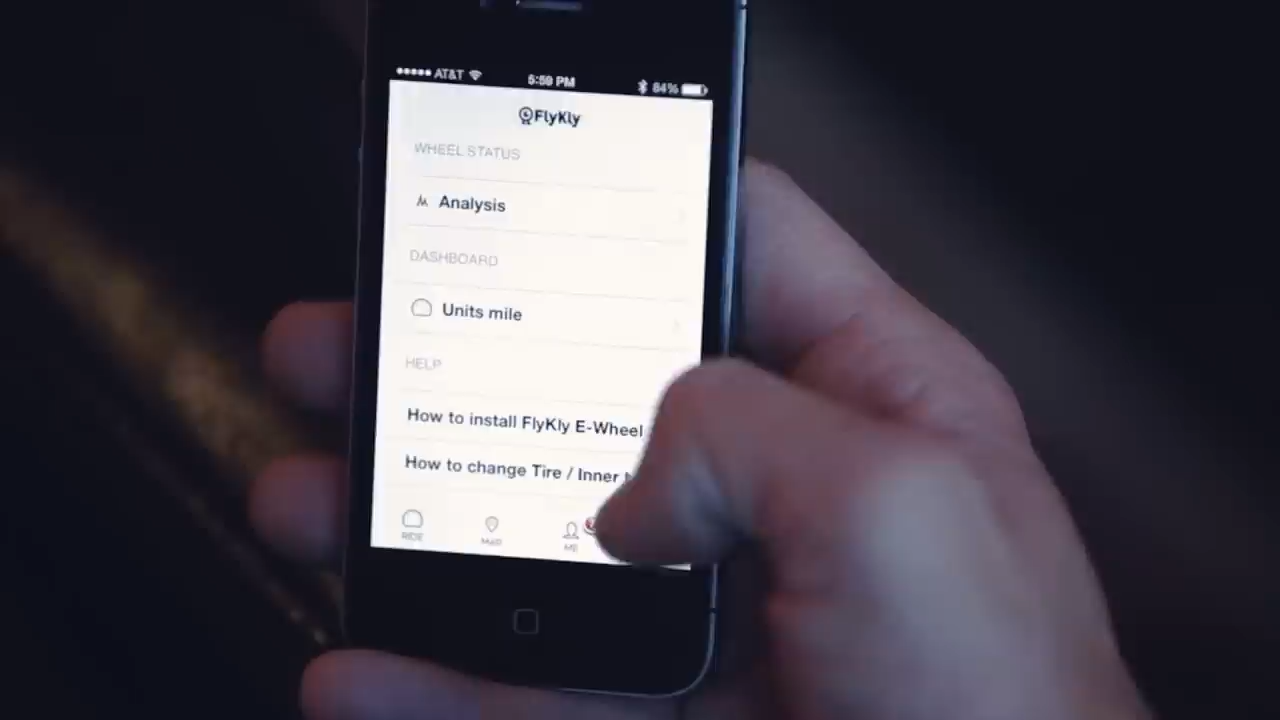 AT&T 5:59 PM 64%
FlyKly
WHEEL STATUS
Analysis
DASHBOARD
Units mile
HELP
How to install FlyKly E-Wheel
How to change Tire / Inner
RIDE MAP ME